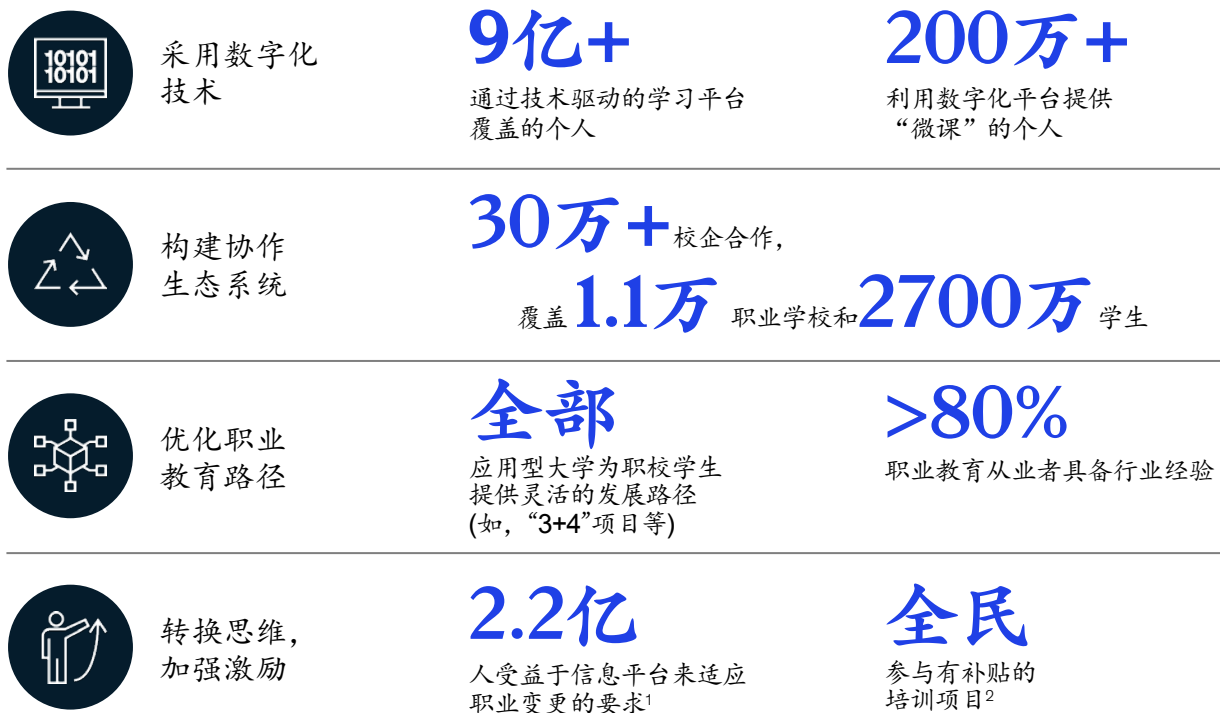 10101
10101
采用数字化
技术
9亿+
通过技术驱动的学习平台
覆盖的个人
200万+
利用数字化平台提供
“微课”的个人
构建协作
生态系统
30万+校企合作，
覆盖1.1万 职业学校和2700万 学生
优化职业
教育路径
全部
应用型大学为职校学生
提供灵活的发展路径
(如，“3+4”项目等)
>80%
职业教育从业者具备行业经验
转换思维，
加强激励
2.2亿
人受益于信息平台来适应
职业变更的要求¹
全民
参与有补贴的
培训项目²